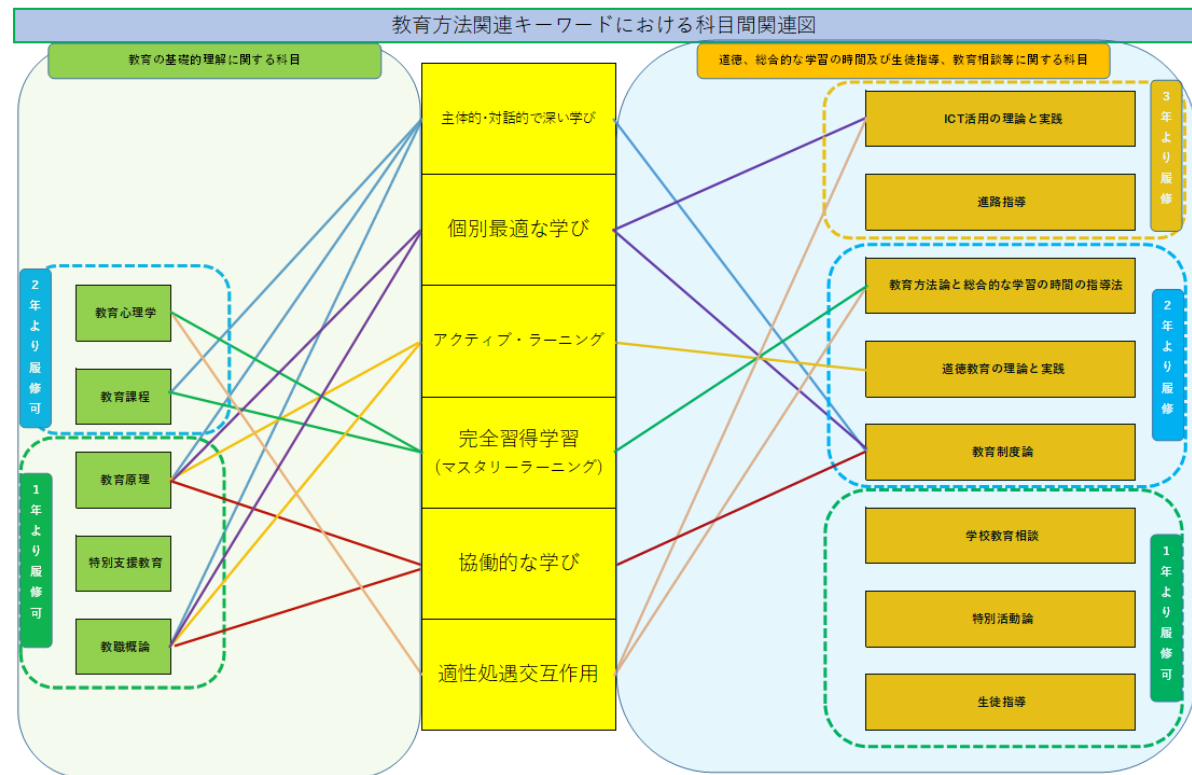 教育方法関連キーワードにおける科目間関連図
教育の基礎的理解に関する科目
道徳、総合的な学習の時間及び生徒指導、教育相談等に関する科目
2年より履修可
教育心理学
教育課程
1年より履修可
教育原理
特別支援教育
教職概論
主体的・対話的で深い学び
個別最適な学び
アクティブ・ラーニング
完全習得学習
(マスタリーラーニング)
協働的な学び
適性処遇交互作用
3年より履修
ICT活用の理論と実践
進路指導
2年より履修
教育方法論と総合的な学習の時間の指導法
道徳教育の理論と実践
教育制度論
1年より履修可
学校教育相談
特別活動論
生徒指導